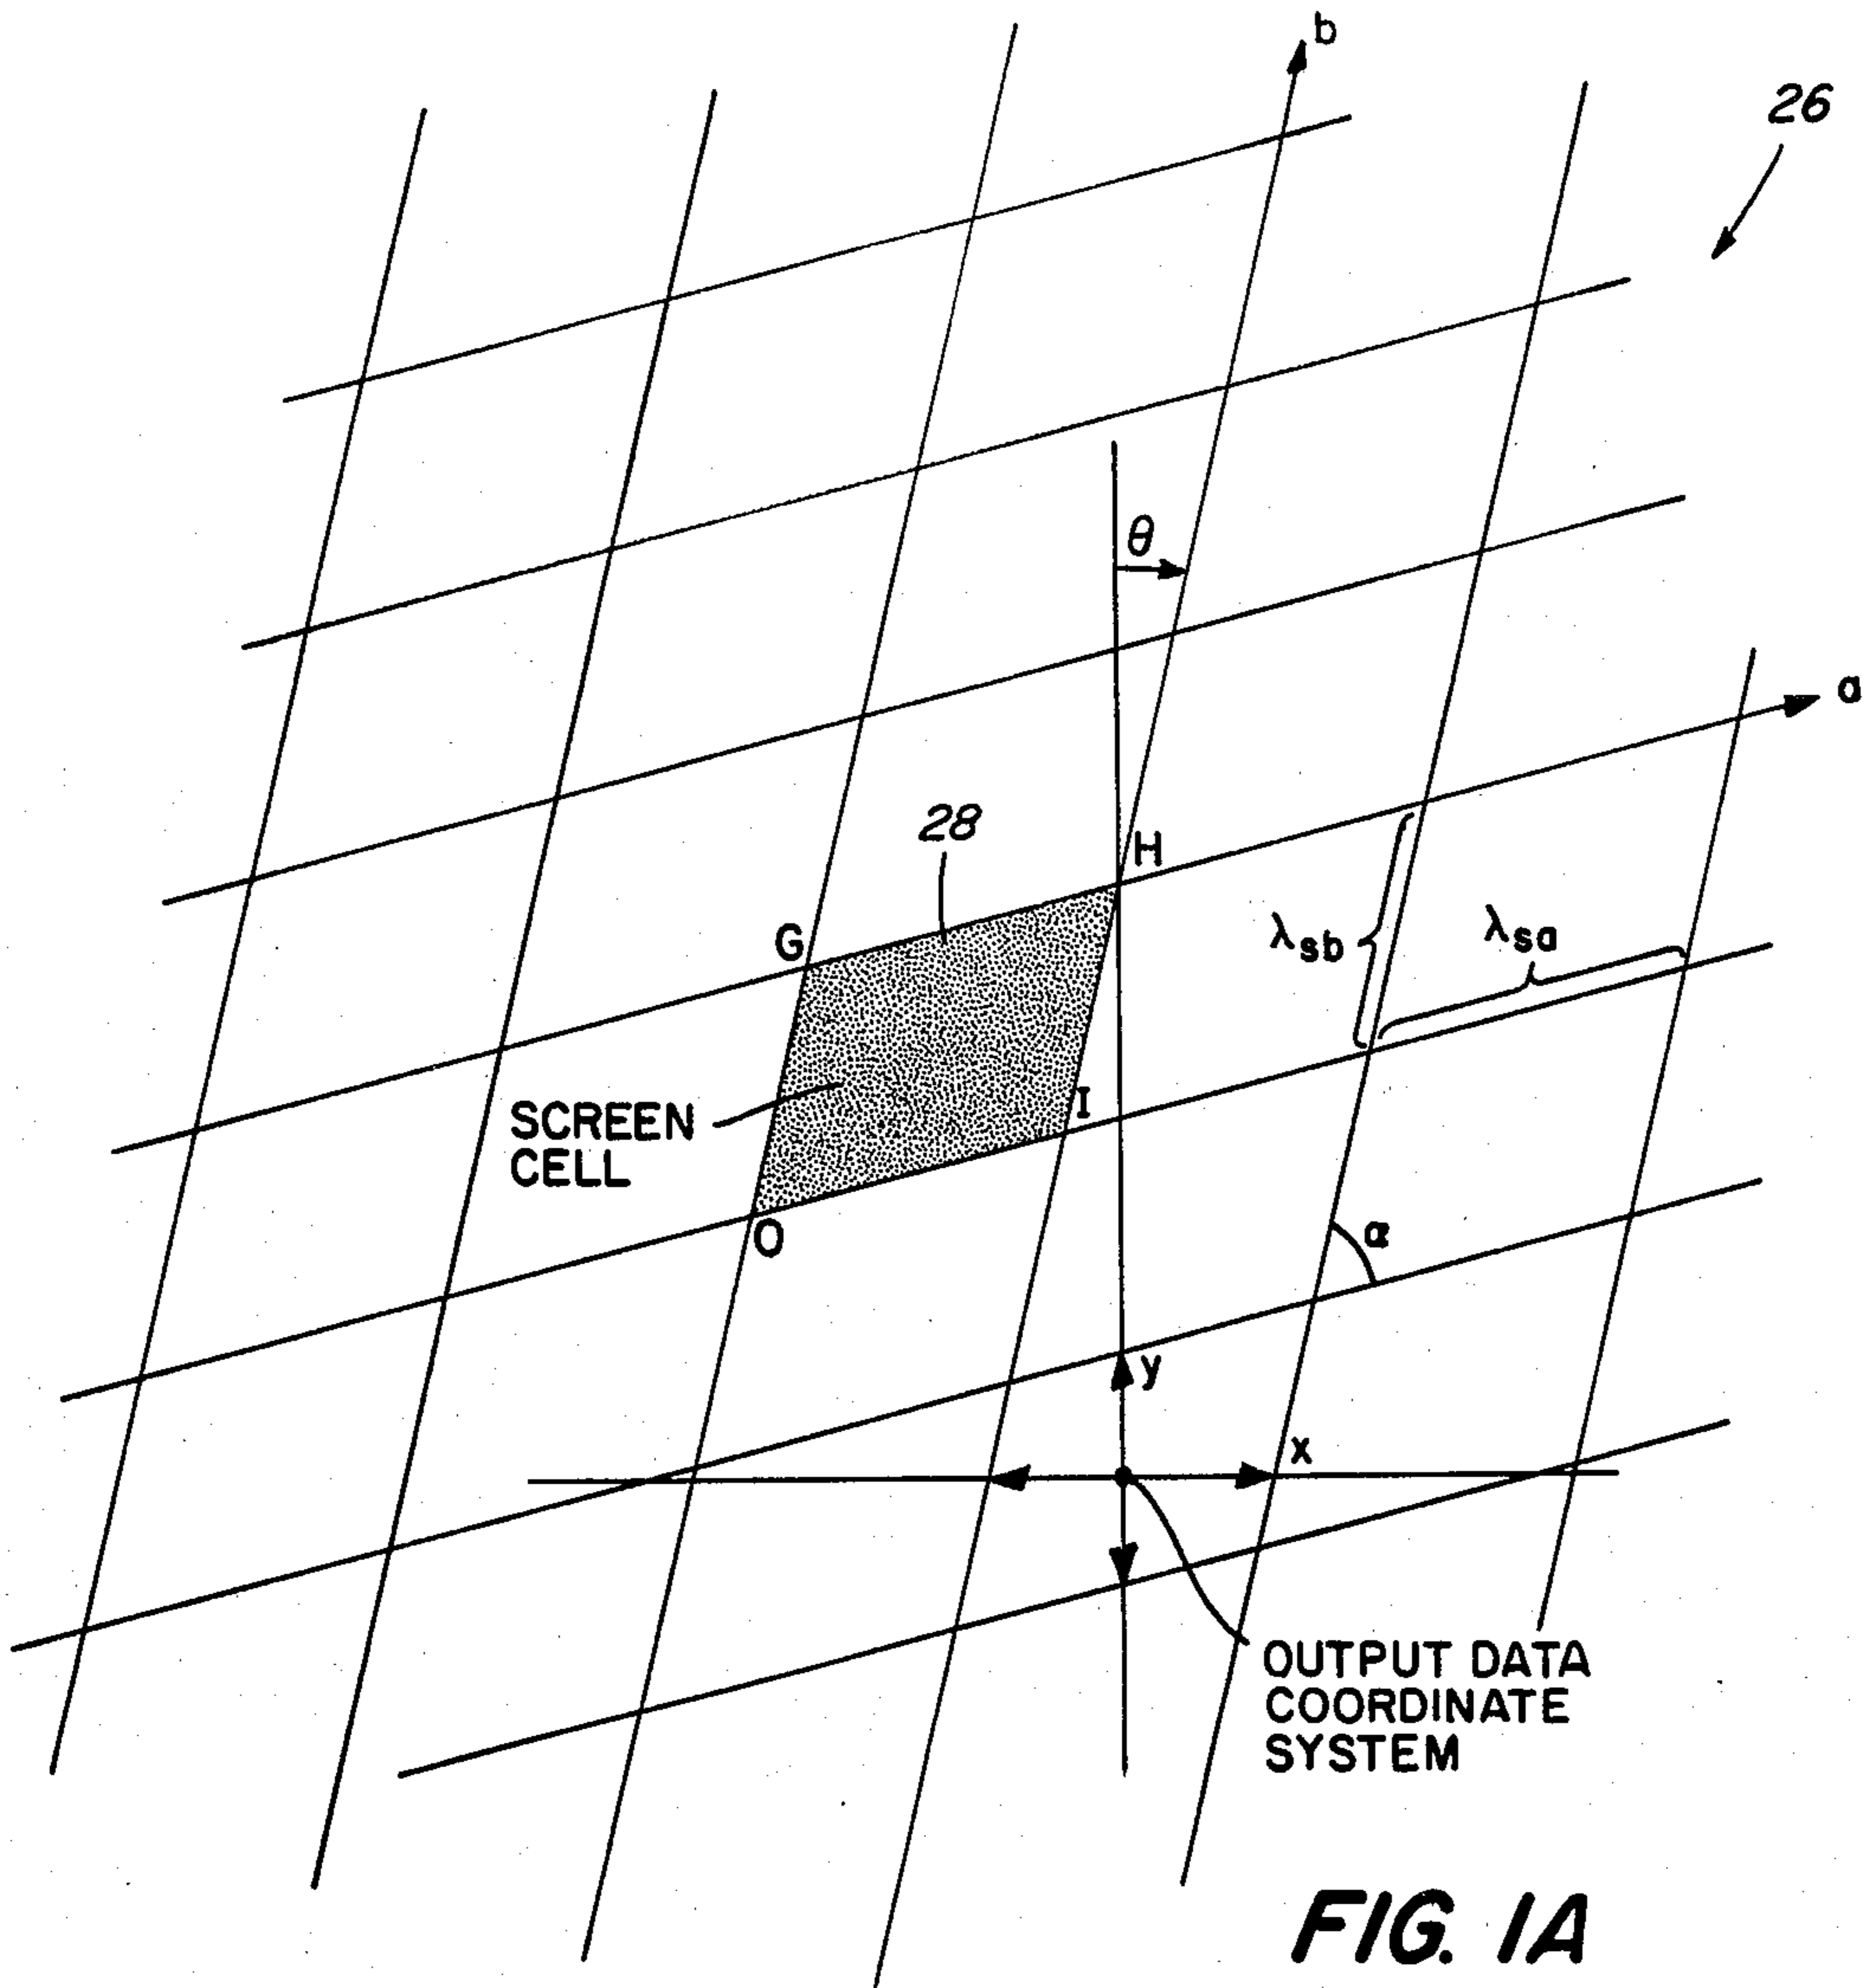 b
26
θ
a
28
H
G
λsb
λsa
I
SCREEN
CELL
O
α
y
x
OUTPUT DATA
COORDINATE
SYSTEM
FIG. 1A